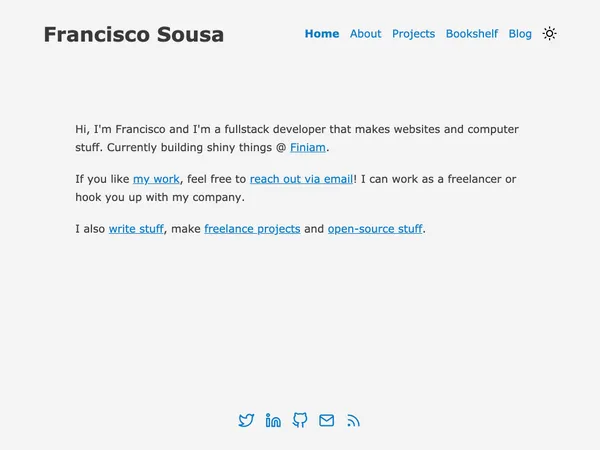 Francisco Sousa
Home About Projects Bookshelf Blog
Hi, I'm Francisco and I'm a fullstack developer that makes websites and computer
stuff. Currently building shiny things @ Finiam.
If you like my work, feel free to reach out via email! I can work as a freelancer or
hook you up with my company.
I also write stuff, make freelance projects and open-source stuff.